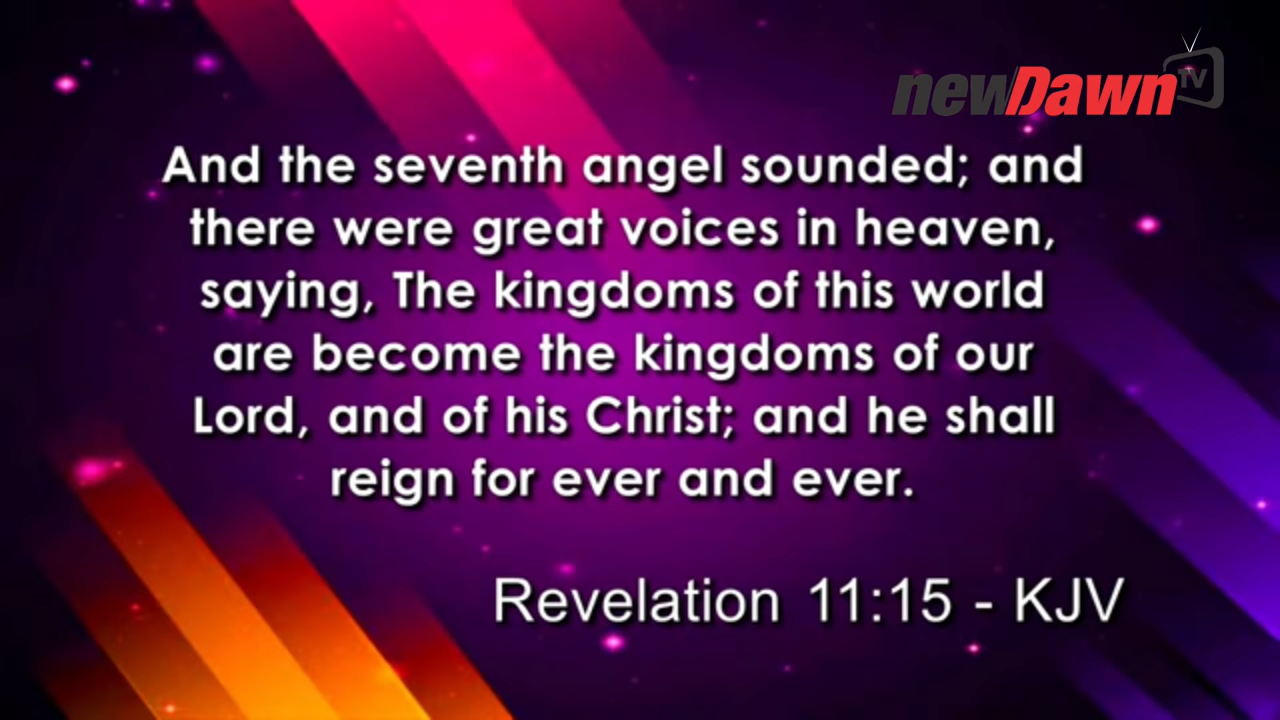 newDawn TV
And the seventh angel sounded; and
there were great voices in heaven,
saying, The kingdoms of this world
are become the kingdoms of our
Lord, and of his Christ; and he shall
reign for ever and ever.
Revelation 11:15 - KJV